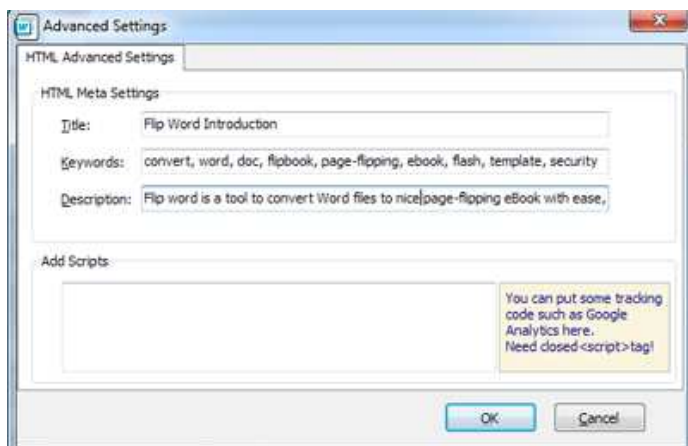 Advanced Settings
HTML Advanced Settings
HTML Meta Settings
Title: Flip Word Introduction
Keywords: convert, word, doc, flipbook, page-flipping, ebook, flash, template, security
Description: Flip word is a tool to convert Word files to nice page-flipping eBook with ease,
Add Scripts
You can put some tracking
code such as Google
Analytics here.
Need closed<script>tag!
OK Cancel